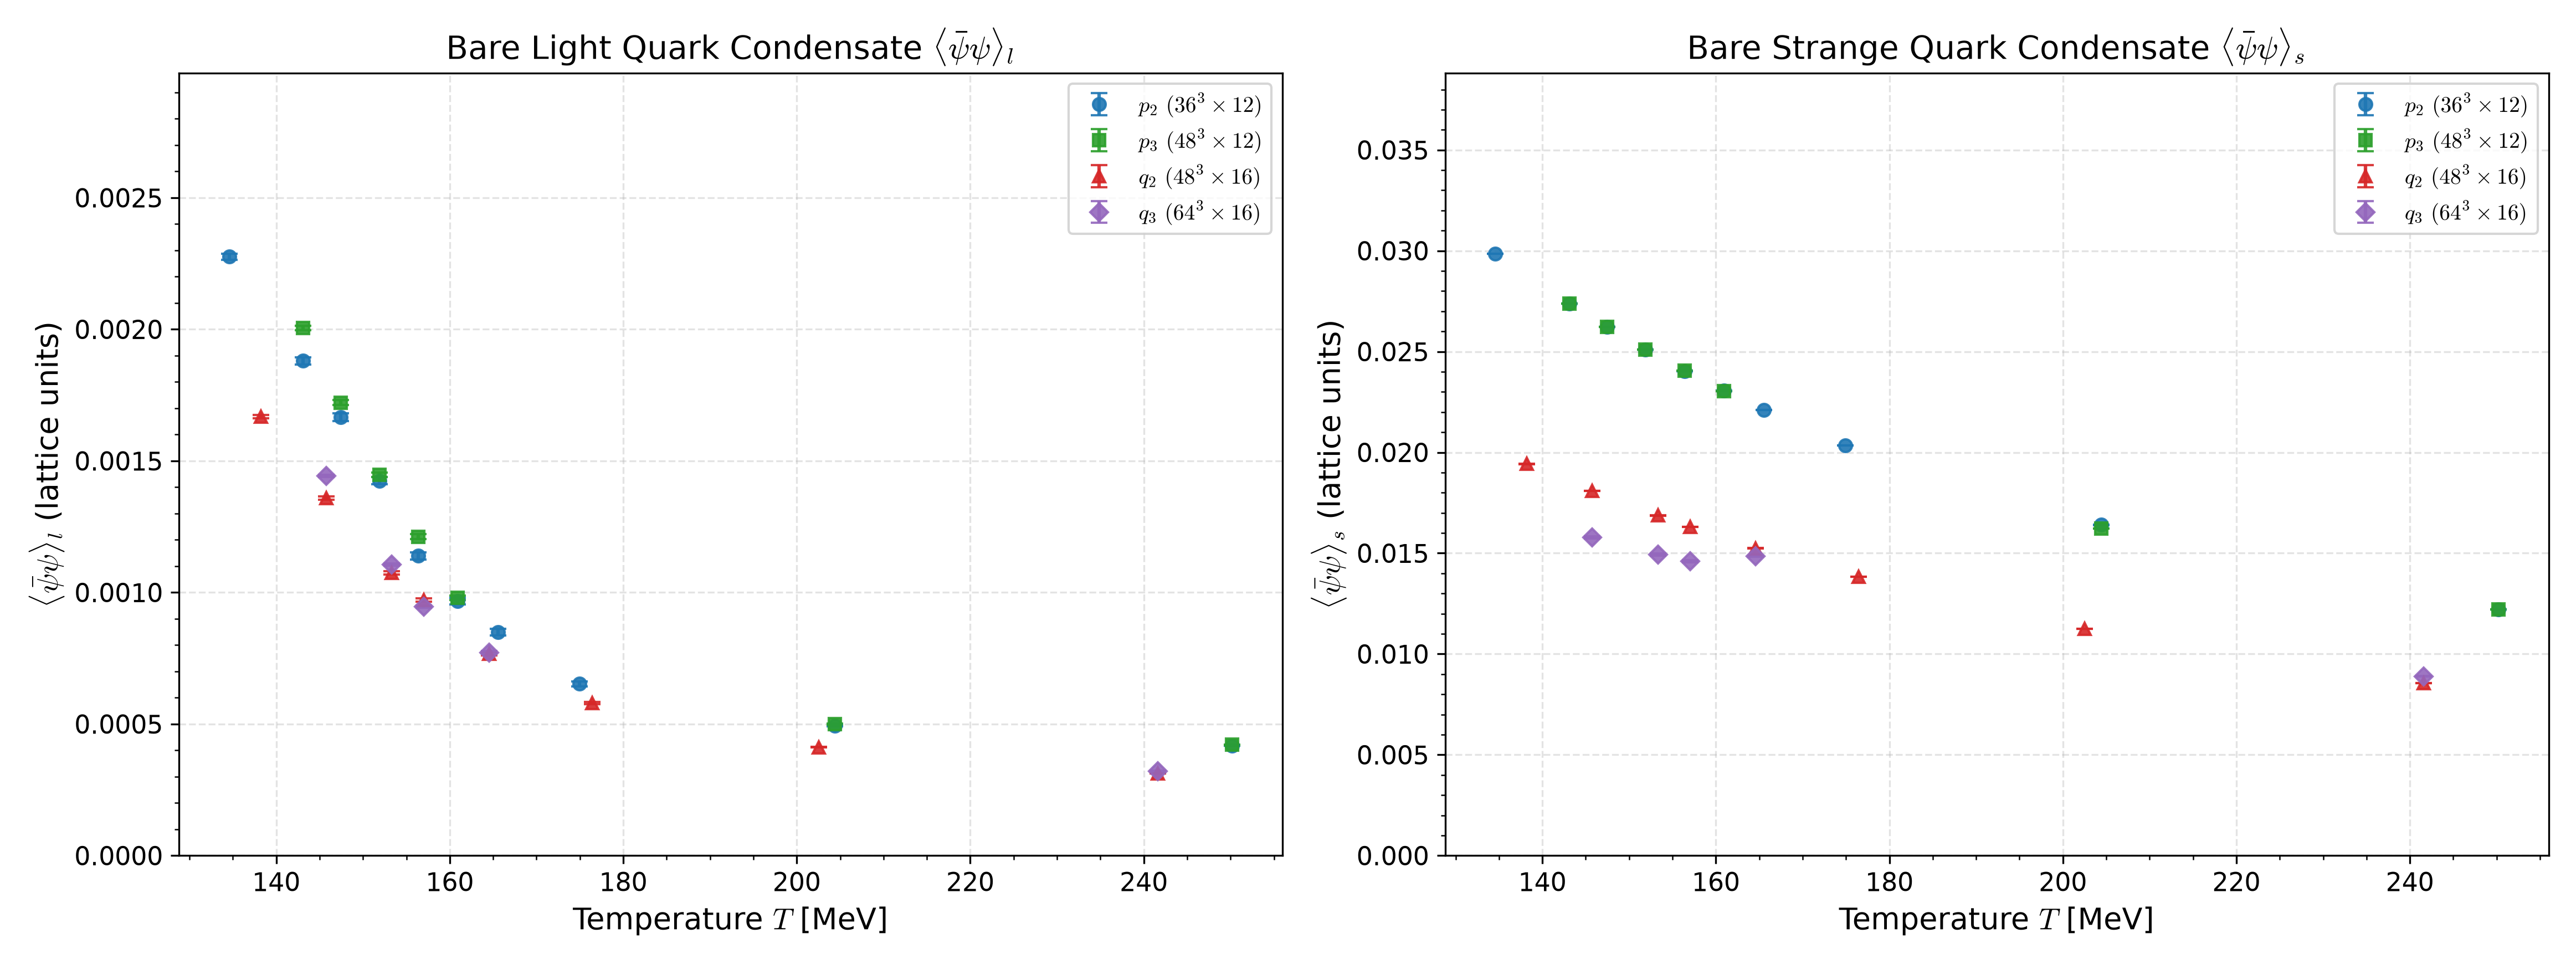 Bare Light Quark Condensate ⟨ψ̄ψ⟩_l
⟨ψ̄ψ⟩_l (lattice units)
0.0025
0.0020
0.0015
0.0010
0.0005
0.0000
140 160 180 200 220 240
Temperature T [MeV]
p₂ (36³ × 12)
p₃ (48³ × 12)
q₂ (48³ × 16)
q₃ (64³ × 16)
Bare Strange Quark Condensate ⟨ψ̄ψ⟩_s
⟨ψ̄ψ⟩_s (lattice units)
0.035
0.030
0.025
0.020
0.015
0.010
0.005
0.000
140 160 180 200 220 240
Temperature T [MeV]
p₂ (36³ × 12)
p₃ (48³ × 12)
q₂ (48³ × 16)
q₃ (64³ × 16)